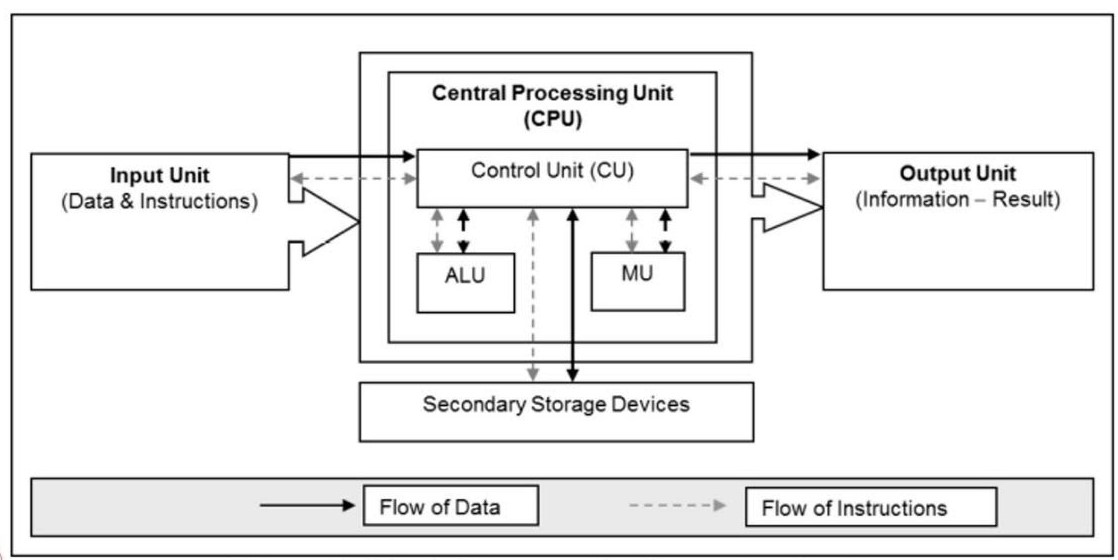 Central Processing Unit
(CPU)
Input Unit
(Data & Instructions)
Control Unit (CU)
Output Unit
(Information – Result)
ALU
MU
Secondary Storage Devices
Flow of Data
Flow of Instructions